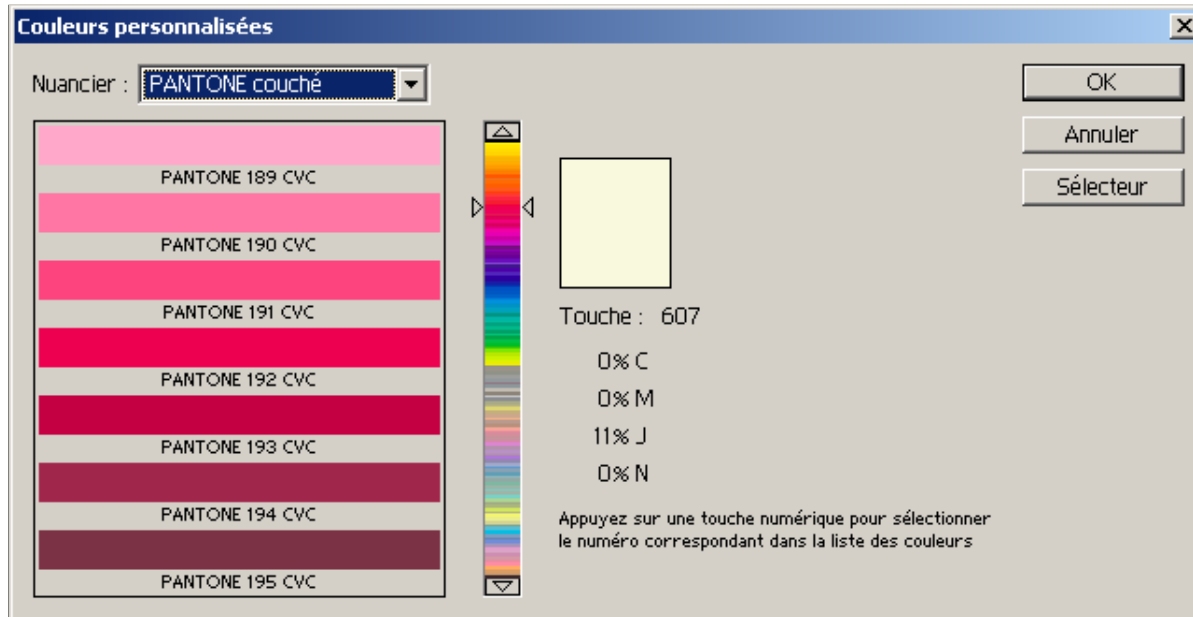 Couleurs personnalisées
Nuancier : PANTONE couché
OK
Annuler
Sélecteur
PANTONE 189 CVC
PANTONE 190 CVC
PANTONE 191 CVC
PANTONE 192 CVC
PANTONE 193 CVC
PANTONE 194 CVC
PANTONE 195 CVC
Touche : 607
0% C
0% M
11% J
0% N
Appuyez sur une touche numérique pour sélectionner
le numéro correspondant dans la liste des couleurs